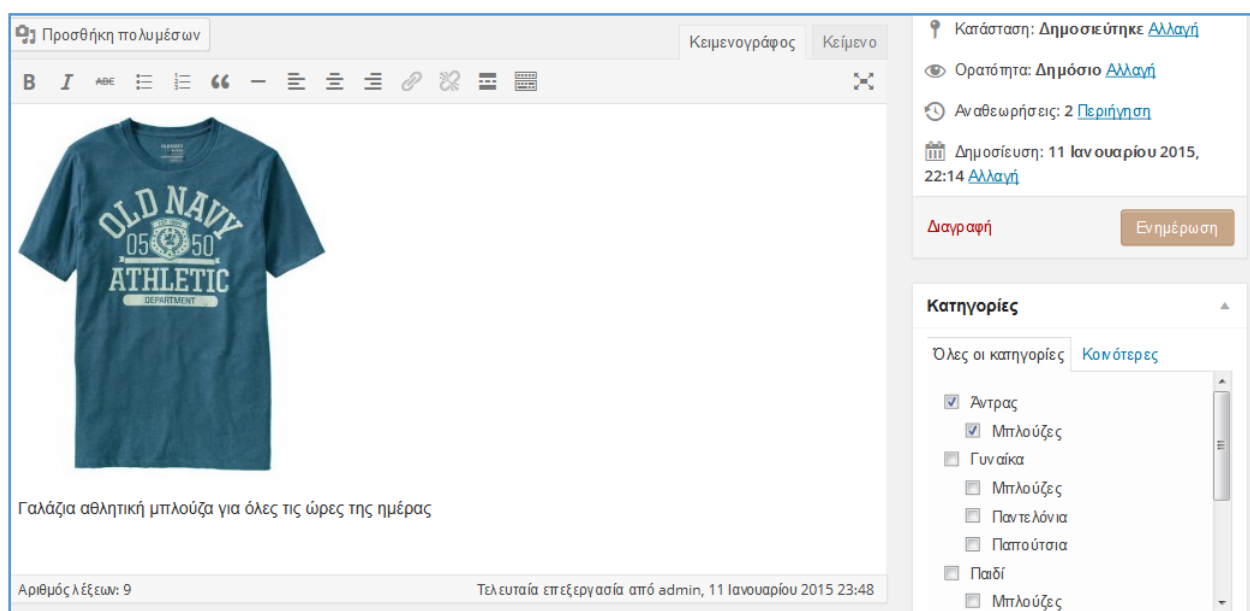 Προσθήκη πολυμέσων
Κειμενογράφος Κείμενο
B I ABE
OLD NAVY
OLD NAVY
05 50
ATHLETIC
DEPARTMENT
Γαλάζια αθλητική μπλούζα για όλες τις ώρες της ημέρας
Αριθμός λέξεων: 9
Τελευταία επεξεργασία από admin, 11 Ιανουαρίου 2015 23:48
Κατάσταση: Δημοσιεύτηκε Αλλαγή
Ορατότητα: Δημόσιο Αλλαγή
Αναθεωρήσεις: 2 Περιήγηση
Δημοσίευση: 11 Ιανουαρίου 2015,
22:14 Αλλαγή
Διαγραφή
Ενημέρωση
Κατηγορίες
Όλες οι κατηγορίες Κοινότερες
Άντρας
Μπλούζες
Γυναίκα
Μπλούζες
Παντελόνια
Παπούτσια
Παιδί
Μπλούζες